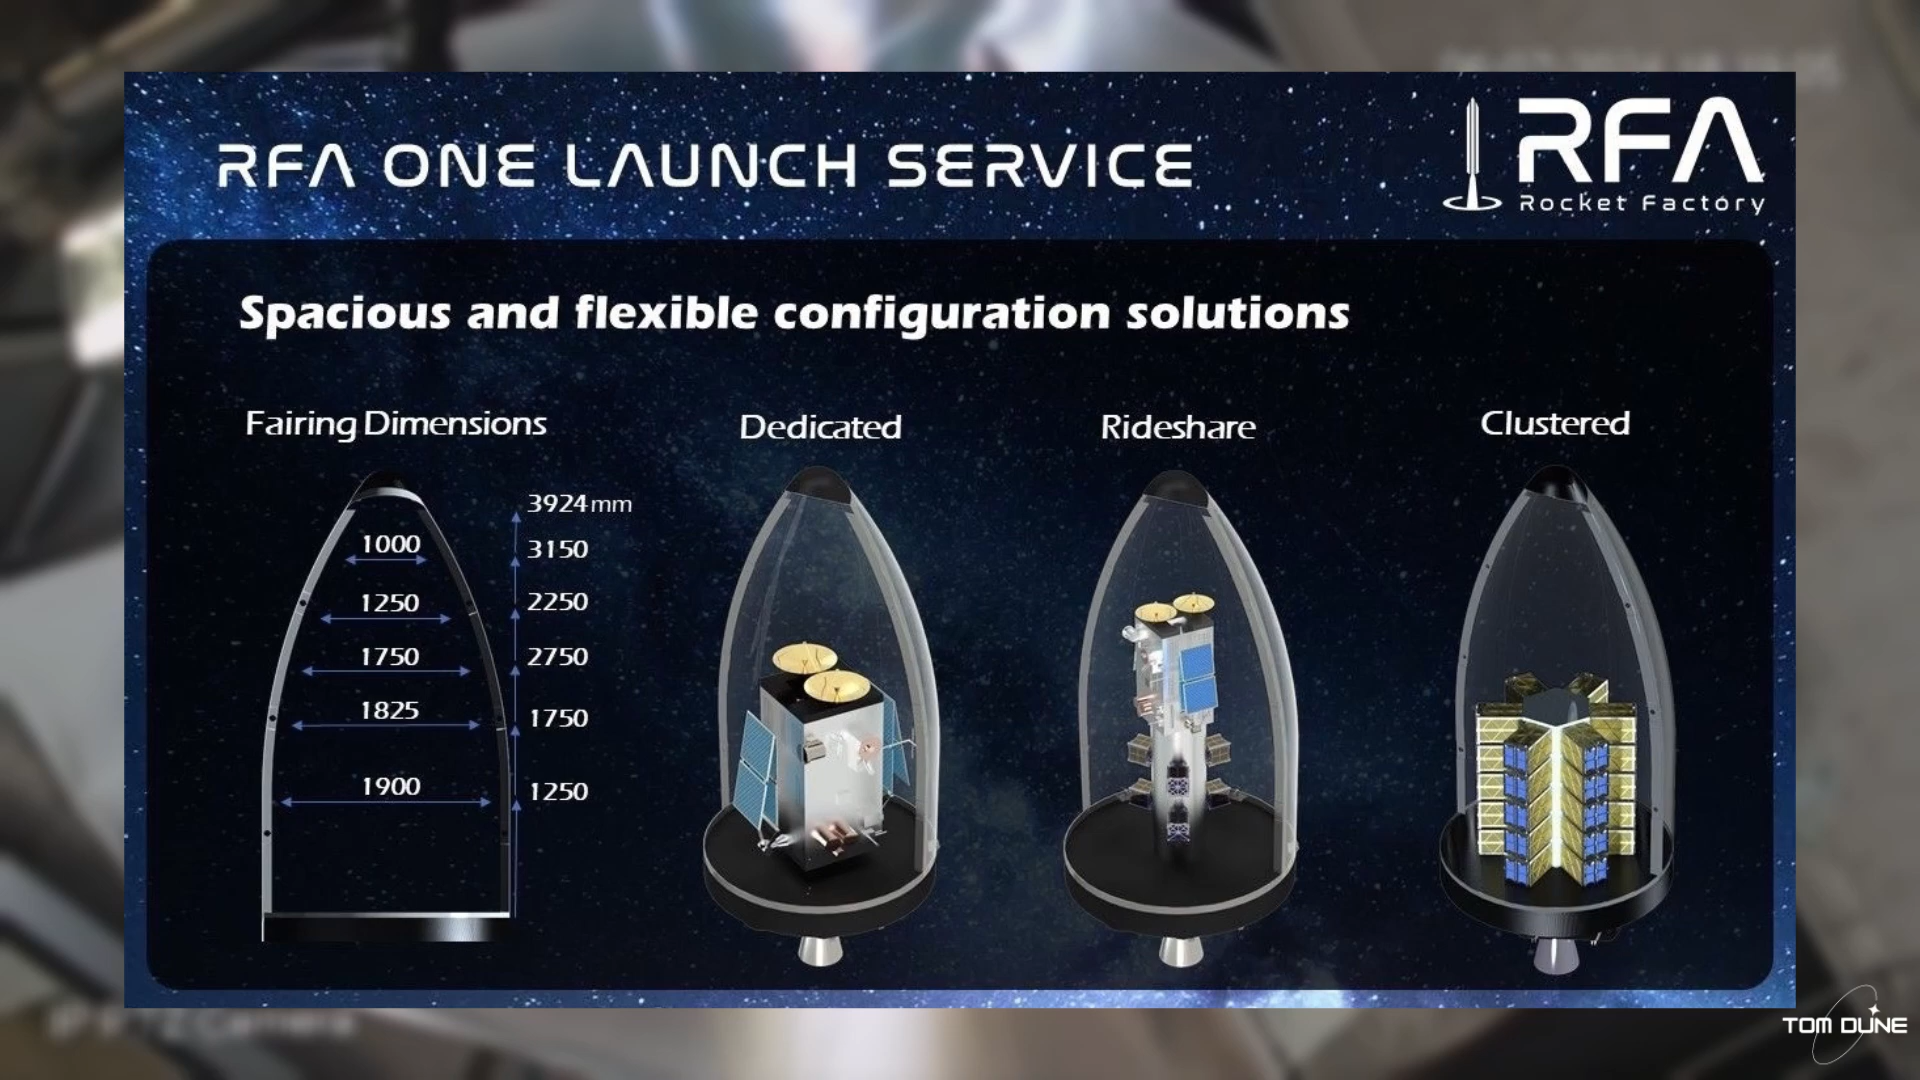 RFA ONE LAUNCH SERVICE
RFA
Rocket Factory
Spacious and flexible configuration solutions
Fairing Dimensions
Dedicated
Rideshare
Clustered
3924mm
1000
3150
1250
2250
1750
2750
1825
1750
1900
1250
TOM DUNE